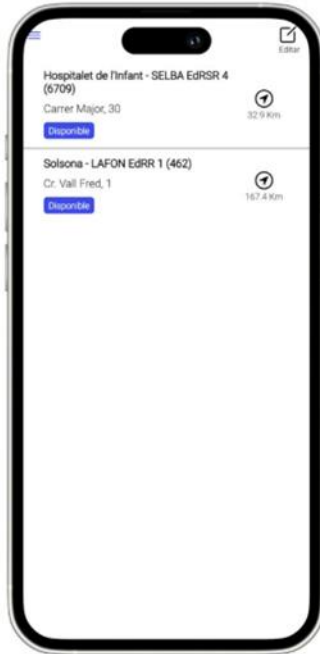 Editar
Hospitalet de l'Infant - SELBA EdRSR 4
(6709)
Carrer Major, 30
32.9 Km
Disponible
Solsona - LAFON EdRR 1 (462)
Cr. Vall Fred, 1
167.4 Km
Disponible